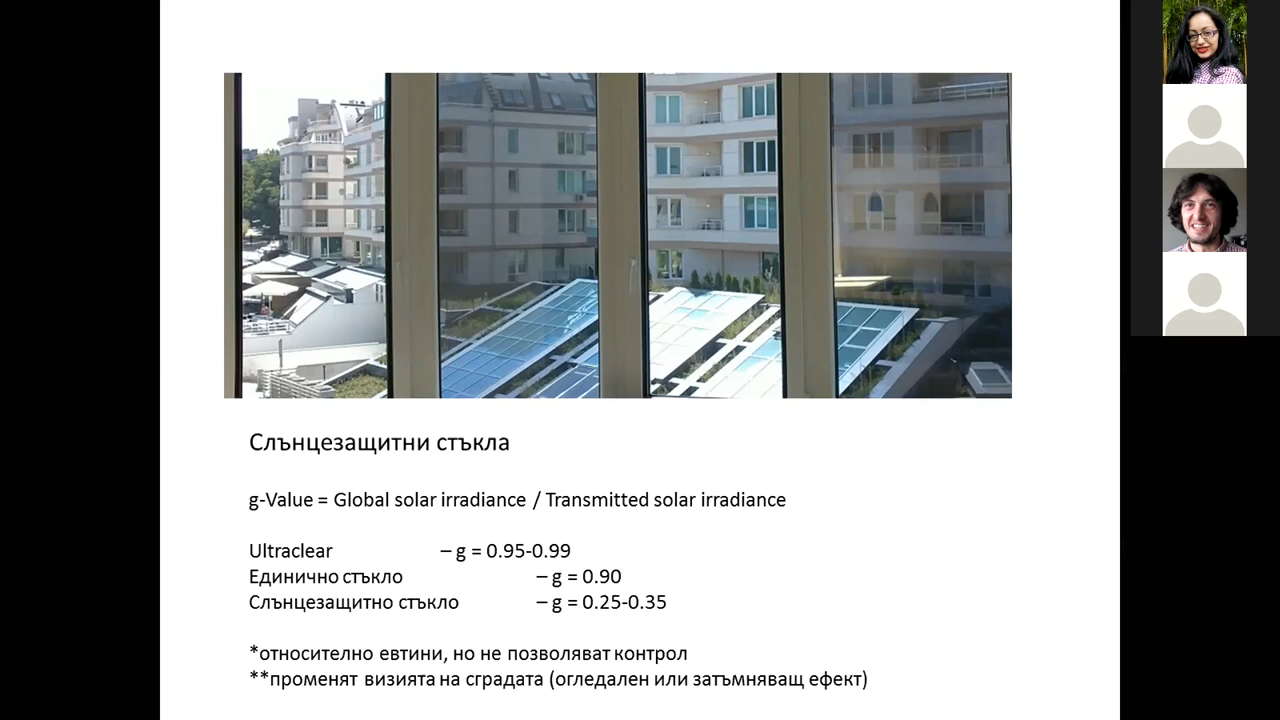 Слънцезащитни стъкла
g-Value = Global solar irradiance / Transmitted solar irradiance
Ultraclear – g = 0.95-0.99
Единично стъкло – g = 0.90
Слънцезащитно стъкло – g = 0.25-0.35
*относително евтини, но не позволяват контрол
**променят визията на сградата (огледален или затъмняващ ефект)